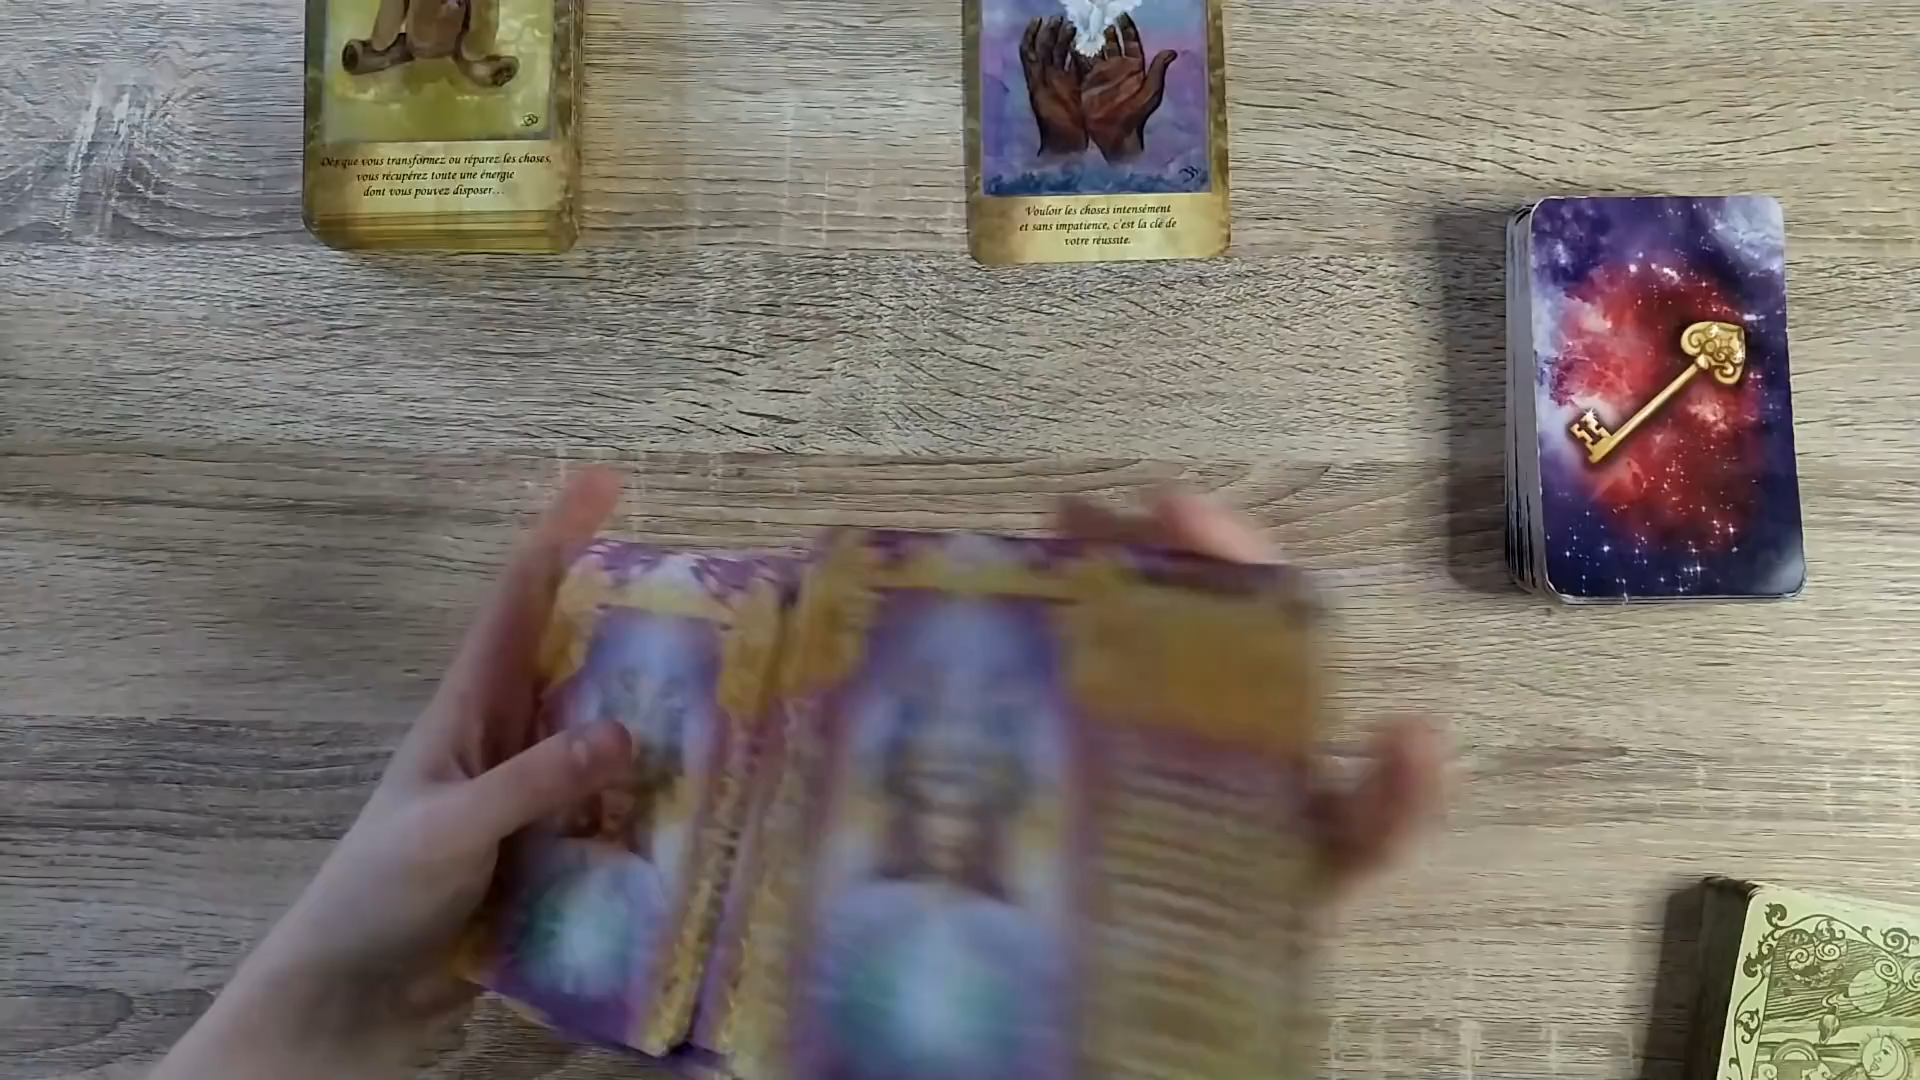 Dès que vous transformez ou réparez les choses,
vous récupérez toute une énergie
dont vous pouvez disposer...
Vouloir les choses intensément
et sans impatience, c'est la clé de
votre réussite.